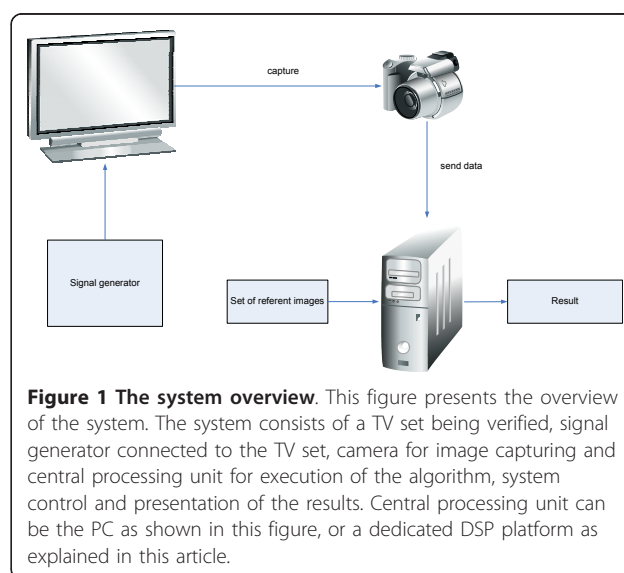 capture
send data
Signal generator
Set of referent images
Result
Figure 1 The system overview. This figure presents the overview
of the system. The system consists of a TV set being verified, signal
generator connected to the TV set, camera for image capturing and
central processing unit for execution of the algorithm, system
control and presentation of the results. Central processing unit can
be the PC as shown in this figure, or a dedicated DSP platform as
explained in this article.